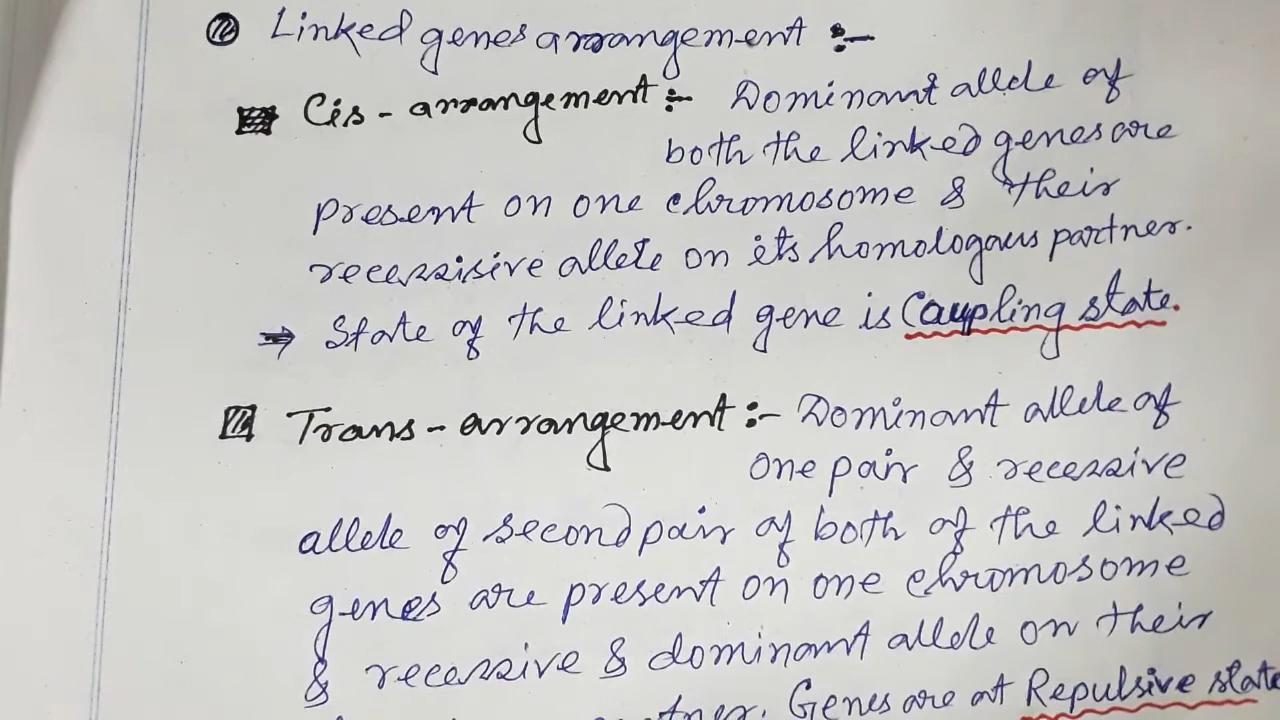 Linked genes arrangement :-
Cis - arrangement :- Dominant allele of
both the linked genes are
present on one chromosome & their
recessisive allele on its homologous partner.
⇒ State of the linked gene is Coupling state.
Trans - arrangement :- Dominant allele of
one pair & recessive
allele of second pair of both of the linked
genes are present on one chromosome
& recessive & dominant allele on their
Genes are at Repulsive state